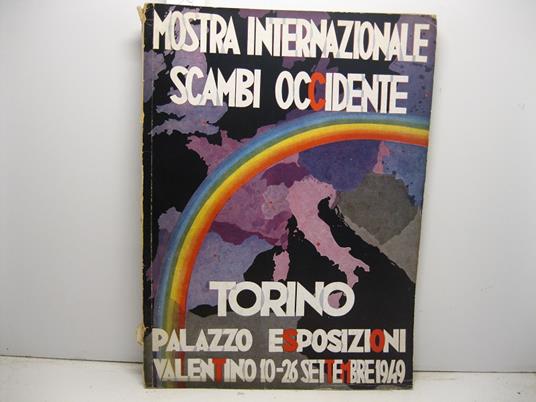 MOSTRA INTERNAZIONALE
SCAMBI OCCIDENTE
TORINO
PALAZZO ESPOSIZIONI
VALENTINO 10-26 SETTEMBRE 1949